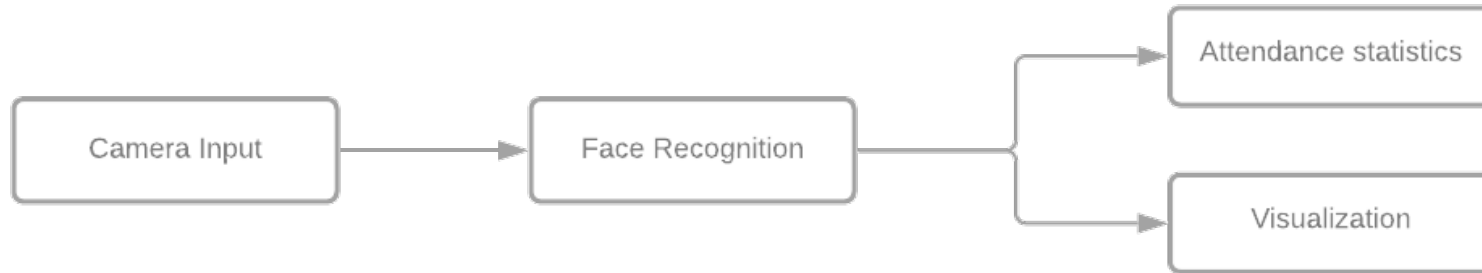 Camera Input
Face Recognition
Attendance statistics
Visualization